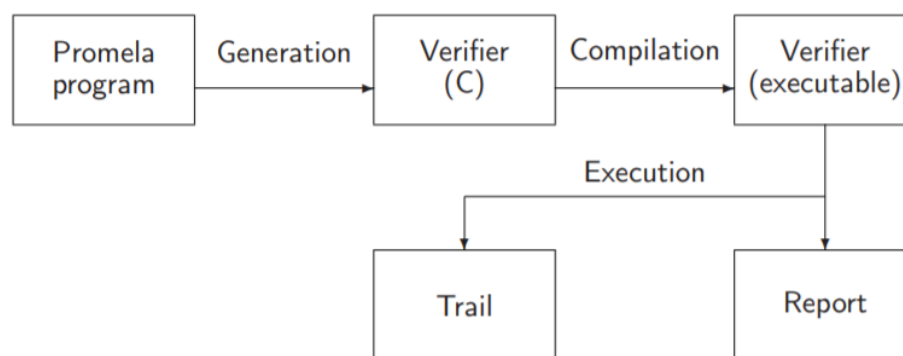 Promela
program
Generation
Verifier
(C)
Compilation
Verifier
(executable)
Execution
Trail
Report